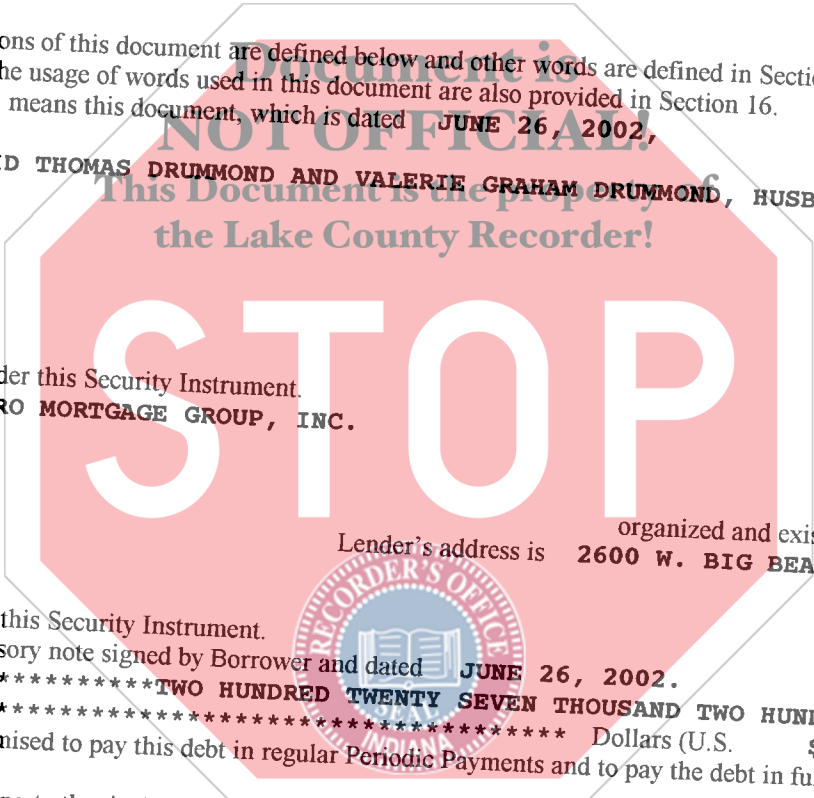 ons of this document are defined below and other words are defined in Secti
he usage of words used in this document are also provided in Section 16.
means this document, which is dated JUNE 26, 2002,
Document is
NOT OFFICIAL!
This Document is the property of
the Lake County Recorder!
D THOMAS DRUMMOND AND VALERIE GRAHAM DRUMMOND, HUSB
STOP
der this Security Instrument.
RO MORTGAGE GROUP, INC.
organized and exis
Lender's address is 2600 W. BIG BEA
RECORDER'S OFFICE
INDIANA
this Security Instrument.
sory note signed by Borrower and dated JUNE 26, 2002.
**********TWO HUNDRED TWENTY SEVEN THOUSAND TWO HUN
************************************ Dollars (U.S. $
mised to pay this debt in regular Periodic Payments and to pay the debt in ful